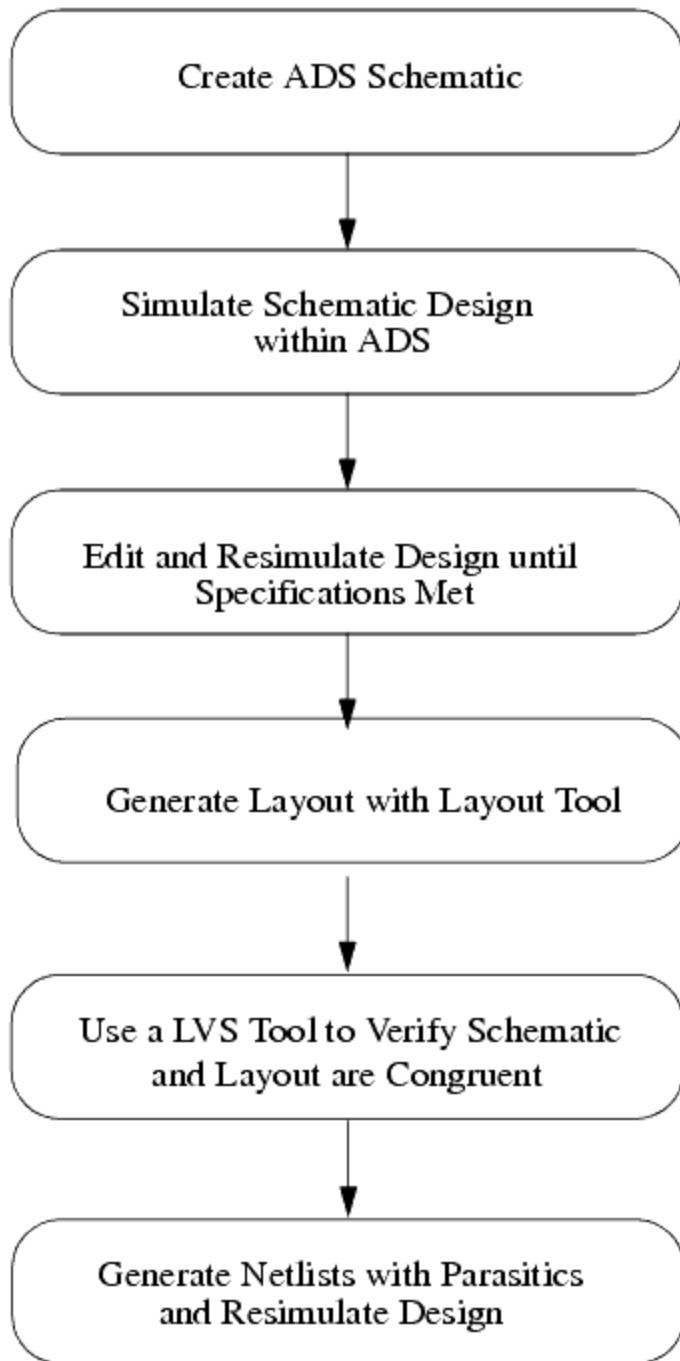 Create ADS Schematic
Simulate Schematic Design
within ADS
Edit and Resimulate Design until
Specifications Met
Generate Layout with Layout Tool
Use a LVS Tool to Verify Schematic
and Layout are Congruent
Generate Netlists with Parasitics
and Resimulate Design